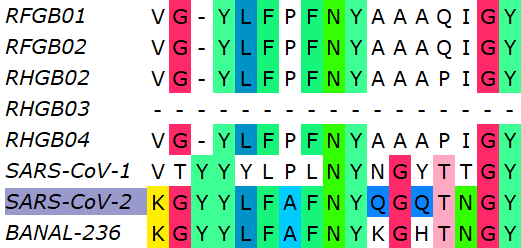 RFGB01 V G - Y L F P F N Y A A A Q I G Y
RFGB02 V G - Y L F P F N Y A A A Q I G Y
RHGB02 V G - Y L F P F N Y A A A P I G Y
RHGB03 - - - - - - - - - - - - - - - - -
RHGB04 V G - Y L F P F N Y A A A P I G Y
SARS-CoV-1 V T Y Y Y L P L N Y N G Y T T G Y
SARS-CoV-2 K G Y Y L F A F N Y Q G Q T N G Y
BANAL-236 K G Y Y L F A F N Y K G H T N G Y